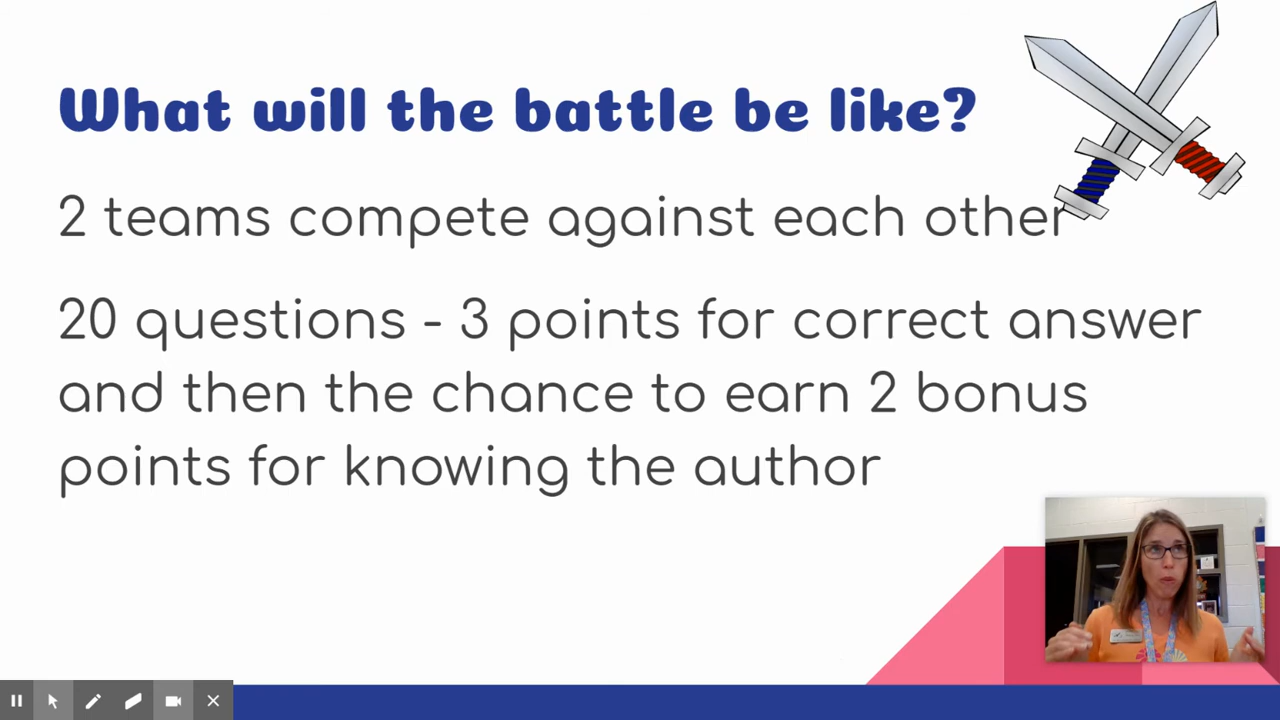 What will the battle be like?
2 teams compete against each other
20 questions - 3 points for correct answer
and then the chance to earn 2 bonus
points for knowing the author